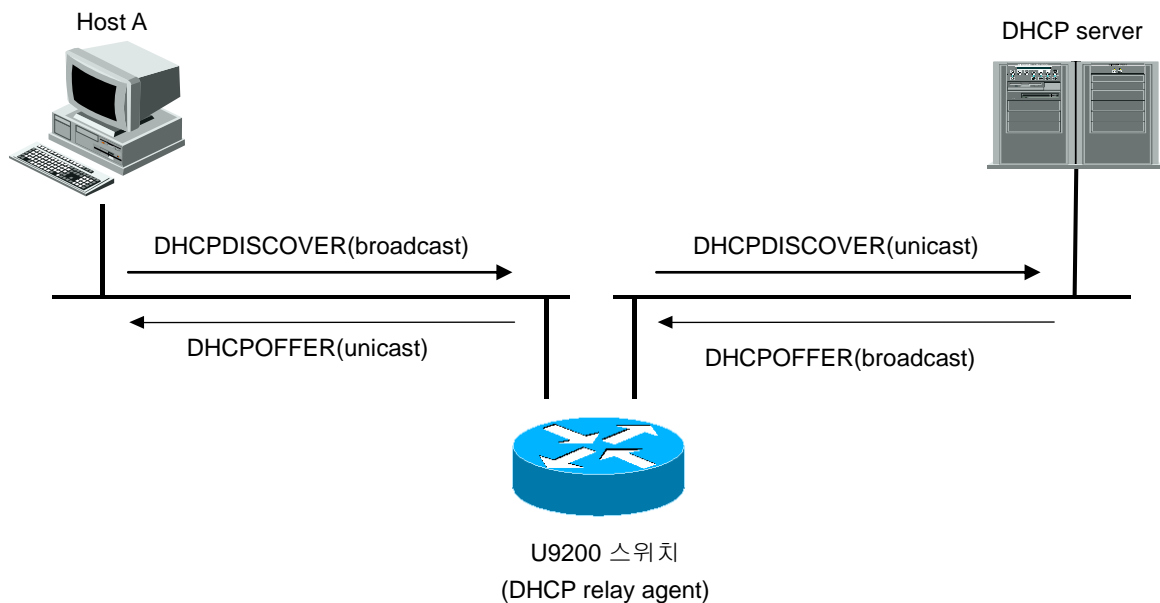 Host A
DHCP server
DHCPDISCOVER(broadcast)
DHCPDISCOVER(unicast)
DHCPOFFER(unicast)
DHCPOFFER(broadcast)
U9200 스위치
(DHCP relay agent)